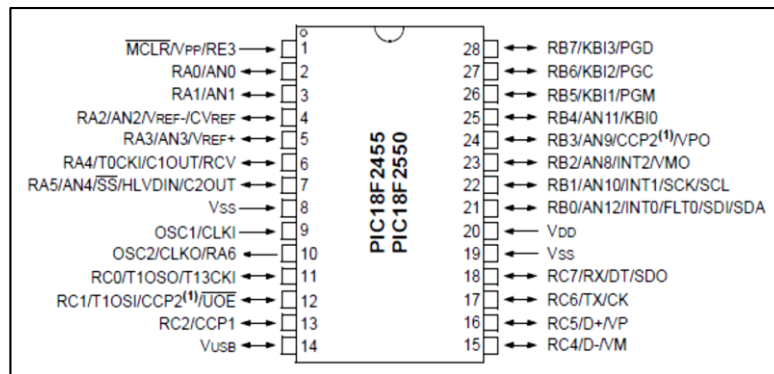 MCLR/VPP/RE3 1
RA0/AN0 2
RA1/AN1 3
RA2/AN2/VREF-/CVREF 4
RA3/AN3/VREF+ 5
RA4/T0CKI/C1OUT/RCV 6
RA5/AN4/SS/HLVDIN/C2OUT 7
VSS 8
OSC1/CLKI 9
OSC2/CLKO/RA6 10
RC0/T1OSO/T13CKI 11
RC1/T1OSI/CCP2(1)/UOE 12
RC2/CCP1 13
VUSB 14
PIC18F2455
PIC18F2550
28 RB7/KBI3/PGD
27 RB6/KBI2/PGC
26 RB5/KBI1/PGM
25 RB4/AN11/KBI0
24 RB3/AN9/CCP2(1)/VPO
23 RB2/AN8/INT2/VMO
22 RB1/AN10/INT1/SCK/SCL
21 RB0/AN12/INT0/FLT0/SDI/SDA
20 VDD
19 VSS
18 RC7/RX/DT/SDO
17 RC6/TX/CK
16 RC5/D+/VP
15 RC4/D-/VM